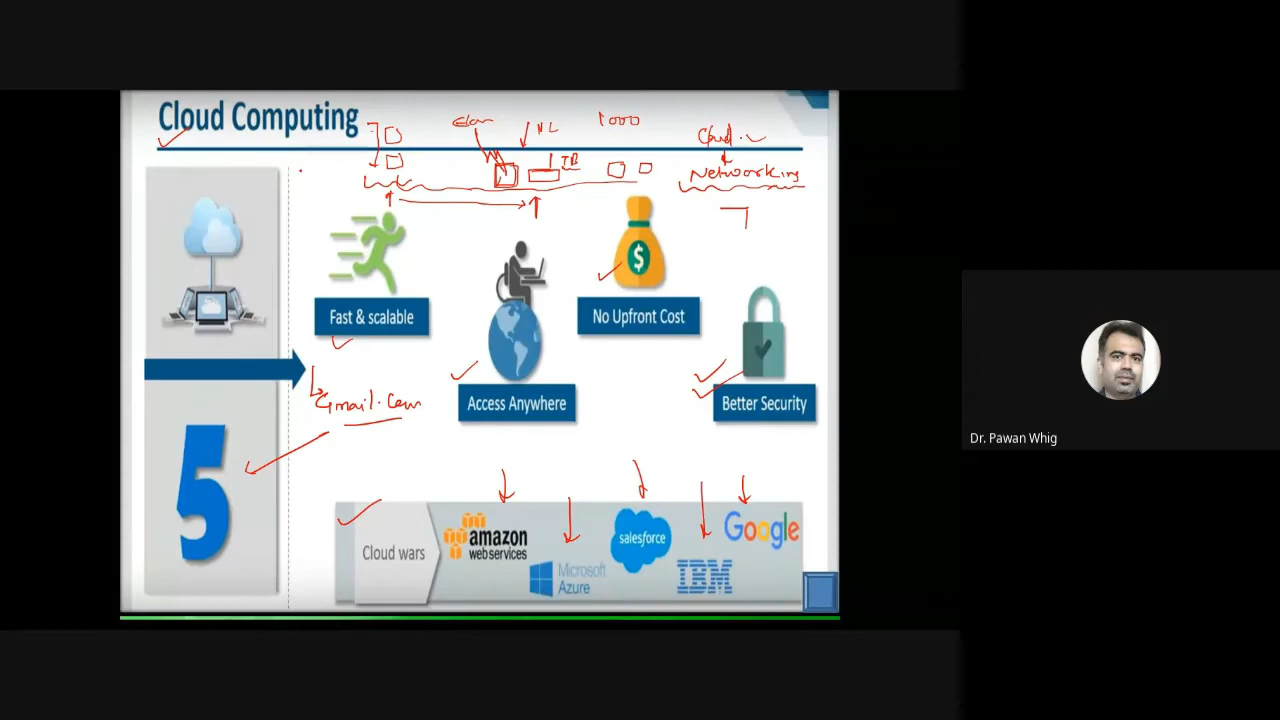 Cloud Computing
1000
Networking
Fast & scalable
No Upfront Cost
Gmail.com
Access Anywhere
Better Security
5
Cloud wars
amazon
web services
Microsoft
Azure
salesforce
IBM
Google
Dr. Pawan Whig